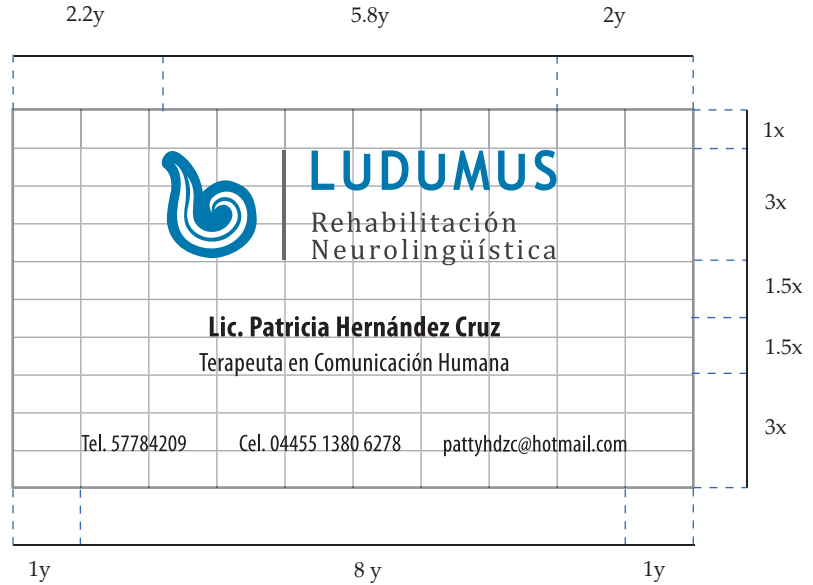 2.2y 5.8y 2y
1x
LUDUMUS
3x
Rehabilitación
Neurolingüística
1.5x
Lic. Patricia Hernández Cruz
1.5x
Terapeuta en Comunicación Humana
3x
Tel. 57784209 Cel. 04455 1380 6278 pattyhdzc@hotmail.com
1y 8 y 1y